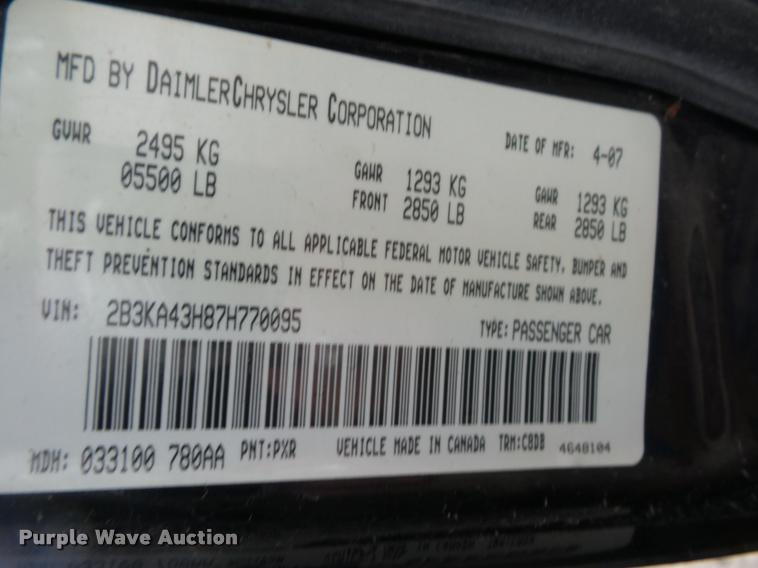 MFD BY DAIMLERCHRYSLER CORPORATION
DATE OF MFR: 4-07
GVWR 2495 KG 05500 LB
GAWR FRONT 1293 KG 2850 LB
GAWR REAR 1293 KG 2850 LB
THIS VEHICLE CONFORMS TO ALL APPLICABLE FEDERAL MOTOR VEHICLE SAFETY, BUMPER AND
THEFT PREVENTION STANDARDS IN EFFECT ON THE DATE OF MANUFACTURE SHOWN ABOVE.
VIN: 2B3KA43H87H770095 TYPE: PASSENGER CAR
MDH: 033100 780AA PNT:PXR VEHICLE MADE IN CANADA TRM:C8DB 4648104
Purple Wave Auction